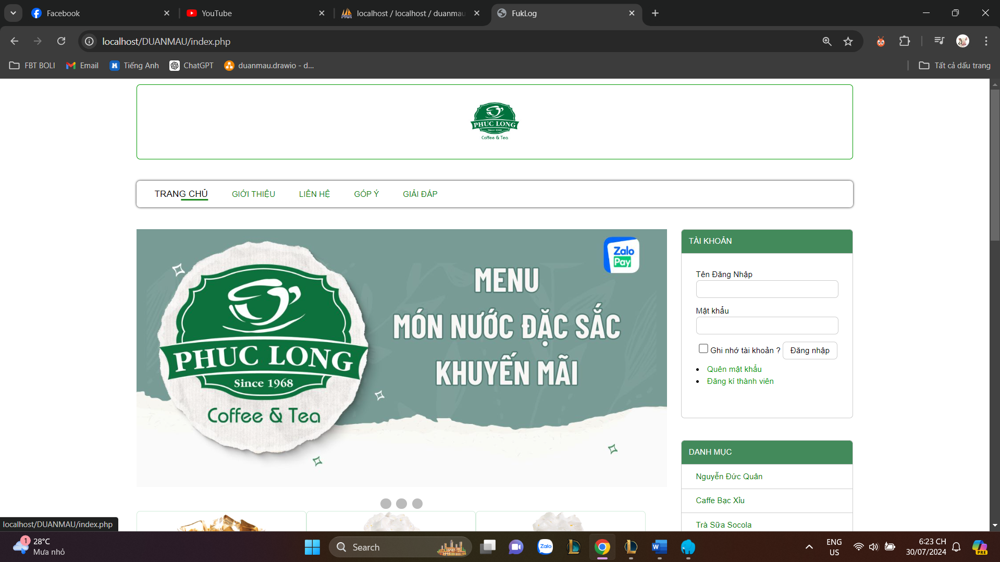 Facebook
YouTube
localhost / localhost / duanmau
FukLog
localhost/DUANMAU/index.php
FBT BOLI
Email
Tiếng Anh
ChatGPT
duanmau.drawio - d...
Tất cả dấu trang
PHUC LONG
Since 1968
Coffee & Tea
TRANG CHỦ
GIỚI THIỆU
LIÊN HỆ
GÓP Ý
GIẢI ĐÁP
Zalo
Pay
MENU
MÓN NƯỚC ĐẶC SẮC
KHUYẾN MÃI
PHUC LONG
Since 1968
Coffee & Tea
TÀI KHOẢN
Tên Đăng Nhập
Mật khẩu
Ghi nhớ tài khoản ?
Đăng nhập
Quên mật khẩu
Đăng kí thành viên
DANH MỤC
Nguyễn Đức Quân
Caffe Bạc Xỉu
Trà Sữa Socola
localhost/DUANMAU/index.php
1
28°C
Mưa nhỏ
Search
Zalo
W
ENG
US
6:23 CH
30/07/2024
PRE